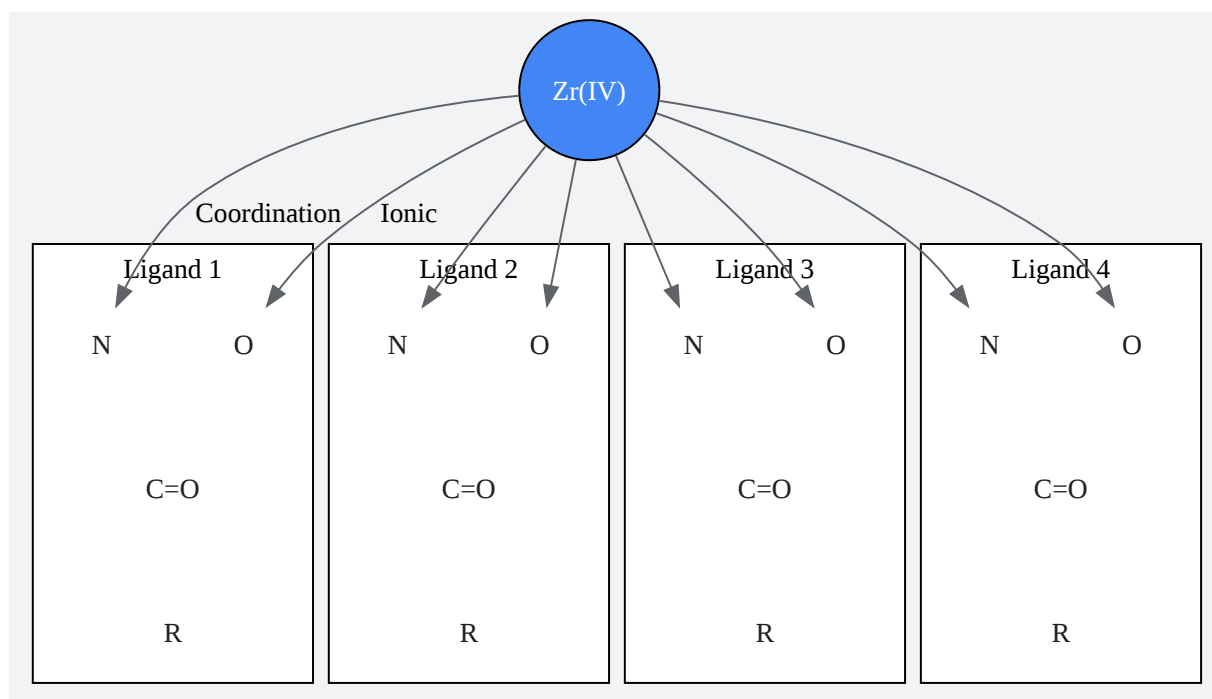 Zr(IV)
Coordination Ionic
Ligand 1 Ligand 2 Ligand 3 Ligand 4
N O N O N O N O
C=O C=O C=O C=O
R R R R